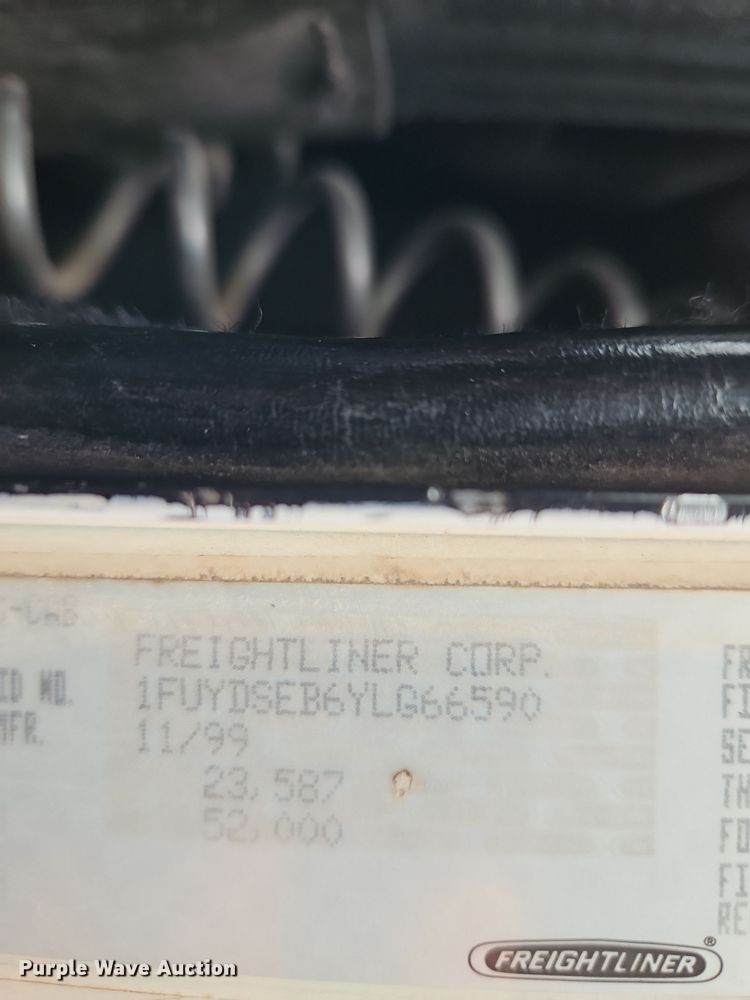 FREIGHTLINER CORP.
ID NO. 1FUYDSEB6YLG66590
MFR. 11/99
23,587
52,000
FREIGHTLINER®
Purple Wave Auction